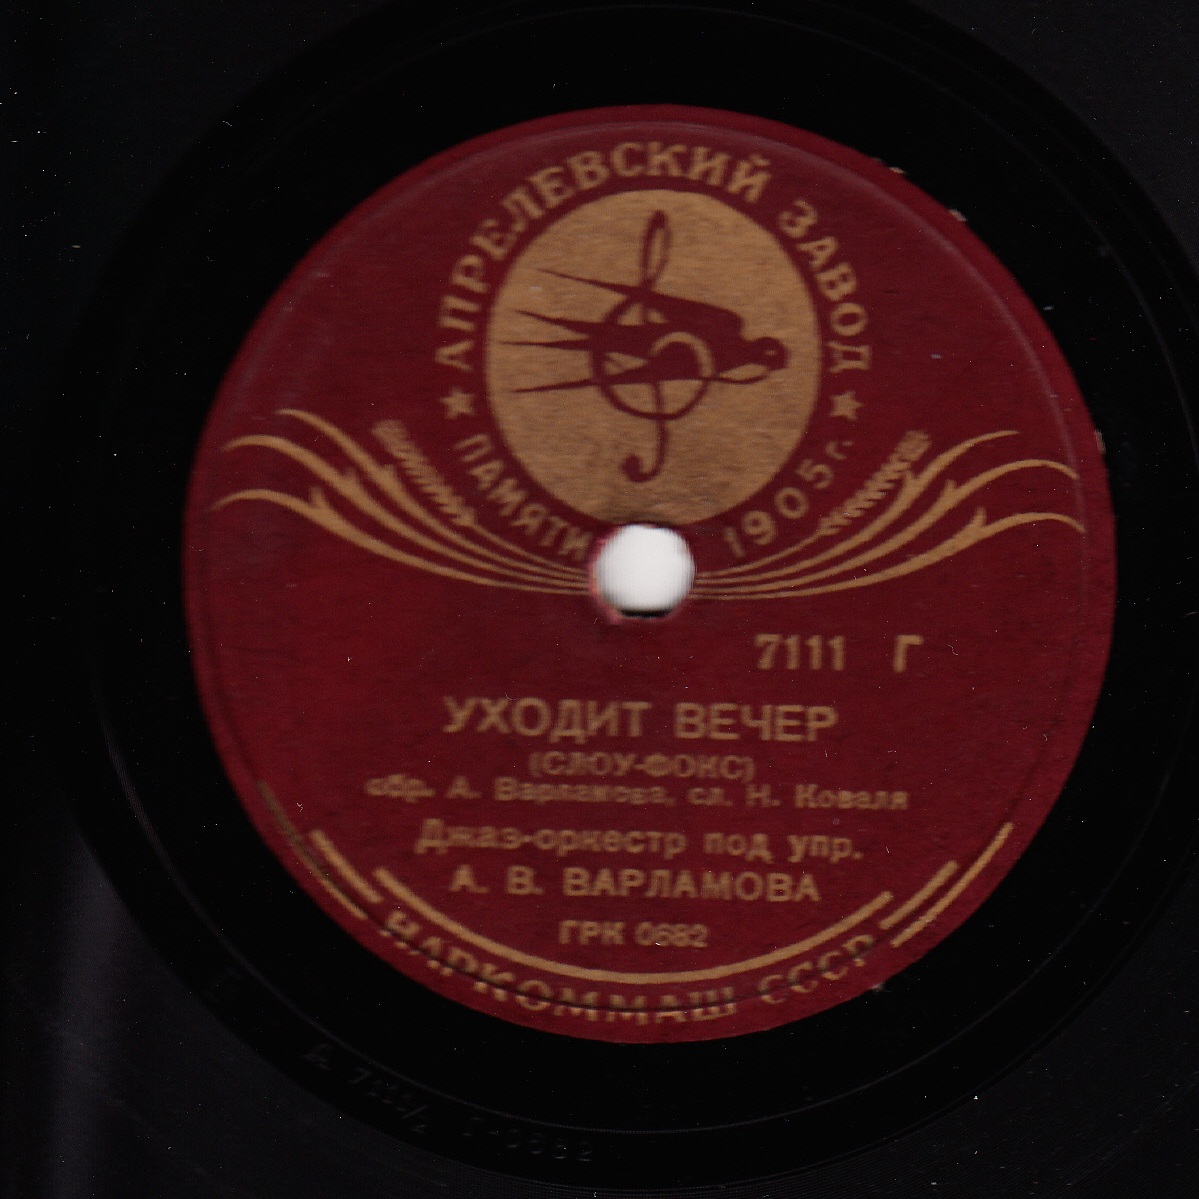 АПРЕЛЕВСКИЙ ЗАВОД
ПАМЯТИ 1905 г.
7111 Г
УХОДИТ ВЕЧЕР
(СЛОУ-ФОКС)
обр. А. Варламова, сл. Н. Коваля
Джаз-оркестр под упр.
А. В. ВАРЛАМОВА
ГРК 0682
НАРКОММАШ СССР